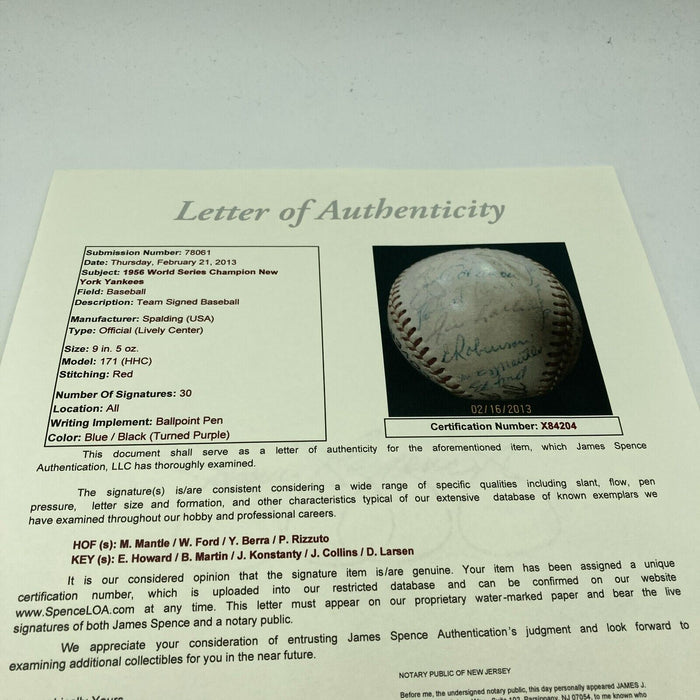 Letter of Authenticity
Submission Number: 78061
Date: Thursday, February 21, 2013
Subject: 1956 World Series Champion New
York Yankees
Field: Baseball
Description: Team Signed Baseball
Manufacturer: Spalding (USA)
Type: Official (Lively Center)
Size: 9 in. 5 oz.
Model: 171 (HHC)
Stitching: Red
Number Of Signatures: 30
Location: All
Writing Implement: Ballpoint Pen
Color: Blue / Black (Turned Purple)
Robinson
02/16/2013
Certification Number: X84204
This document shall serve as a letter of authenticity for the aforementioned item, which James Spence
Authentication, LLC has thoroughly examined.
The signature(s) is/are consistent considering a wide range of specific qualities including slant, flow, pen
pressure, letter size and formation, and other characteristics typical of our extensive database of known exemplars we
have examined throughout our hobby and professional careers.
HOF (s): M. Mantle / W. Ford / Y. Berra / P. Rizzuto
KEY (s): E. Howard / B. Martin / J. Konstanty / J. Collins / D. Larsen
It is our considered opinion that the signature item is/are genuine. Your item has been assigned a unique
certification number, which is uploaded into our restricted database and can be confirmed on our website
www.SpenceLOA.com at any time. This letter must appear on our proprietary water-marked paper and bear the live
signatures of both James Spence and a notary public.
We appreciate your consideration of entrusting James Spence Authentication's judgment and look forward to
examining additional collectibles for you in the near future.
NOTARY PUBLIC OF NEW JERSEY
Before me, the undersigned notary public, this day personally appeared JAMES J.
Parsippany, NJ 07054, to me known who